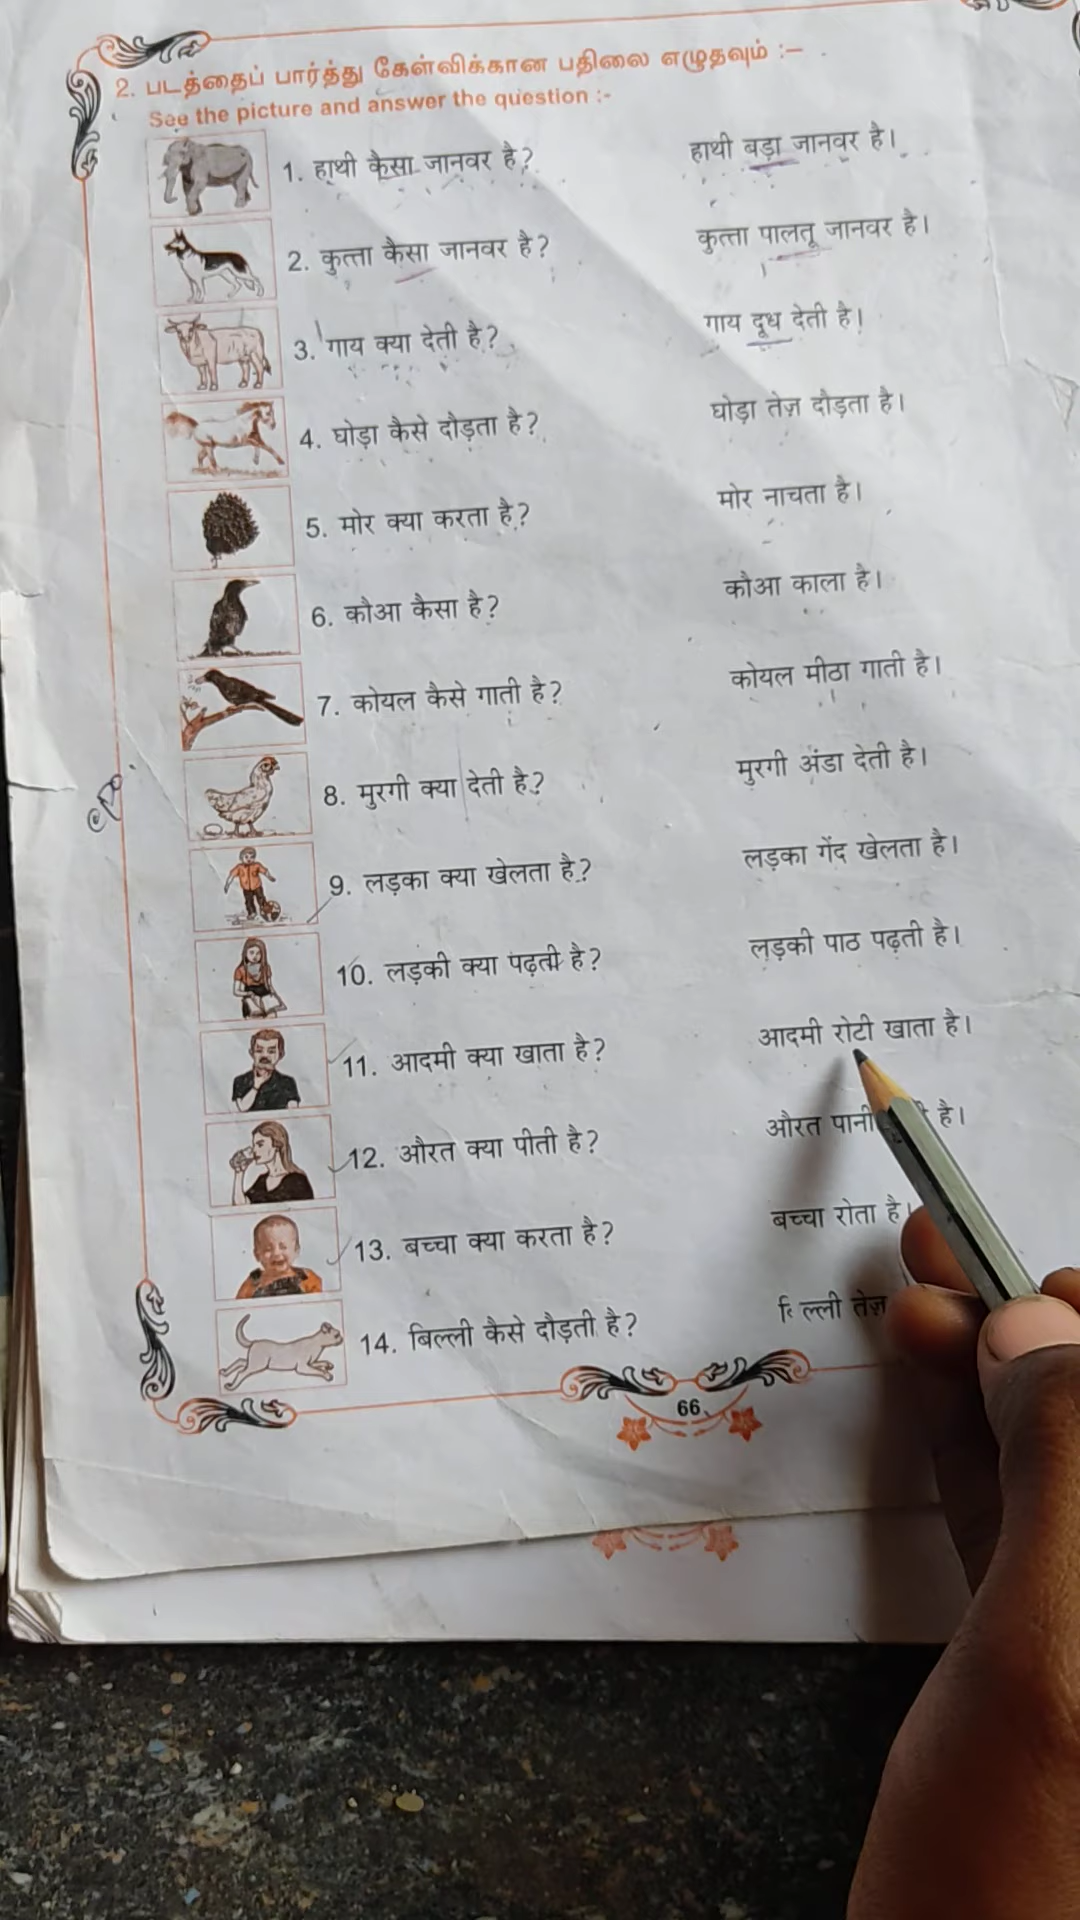 2. படத்தைப் பார்த்து கேள்விக்கான பதிலை எழுதவும் :–
See the picture and answer the question :-
1. हाथी कैसा जानवर है? हाथी बड़ा जानवर है।
2. कुत्ता कैसा जानवर है? कुत्ता पालतू जानवर है।
3. गाय क्या देती है? गाय दूध देती है।
4. घोड़ा कैसे दौड़ता है? घोड़ा तेज़ दौड़ता है।
5. मोर क्या करता है? मोर नाचता है।
6. कौआ कैसा है? कौआ काला है।
7. कोयल कैसे गाती है? कोयल मीठा गाती है।
8. मुरगी क्या देती है? मुरगी अंडा देती है।
9. लड़का क्या खेलता है? लड़का गेंद खेलता है।
10. लड़की क्या पढ़ती है? लड़की पाठ पढ़ती है।
11. आदमी क्या खाता है? आदमी रोटी खाता है।
12. औरत क्या पीती है? औरत पानी है।
13. बच्चा क्या करता है? बच्चा रोता है।
14. बिल्ली कैसे दौड़ती है? बिल्ली तेज़
66